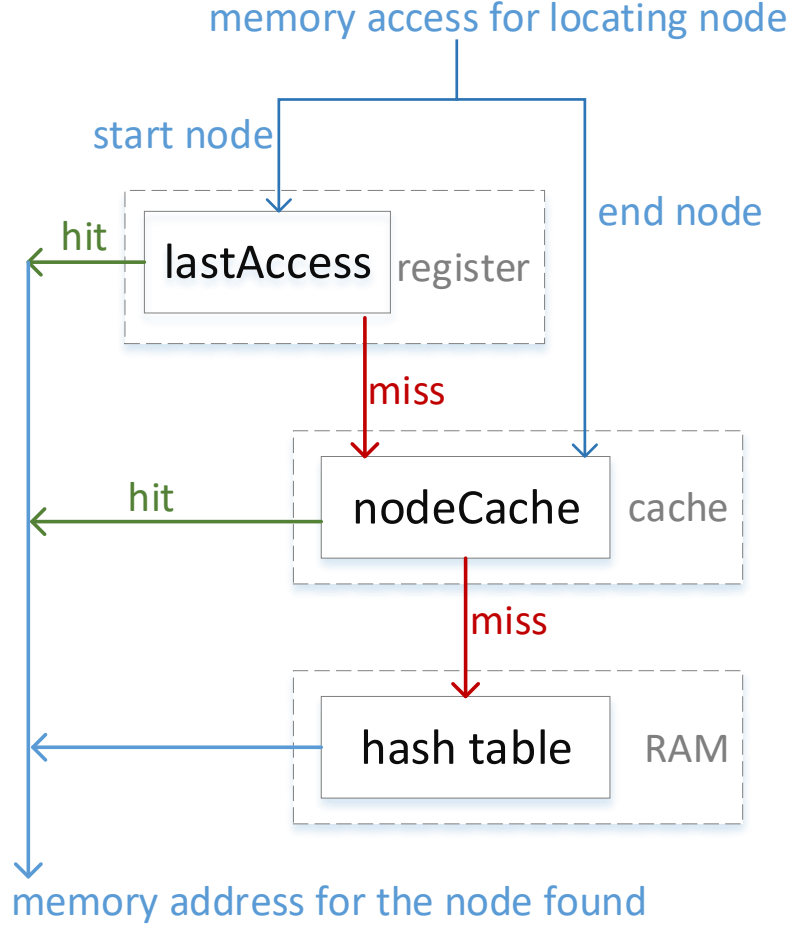 memory access for locating node
start node
end node
hit
lastAccess
register
miss
hit
nodeCache
cache
miss
hash table
RAM
memory address for the node found